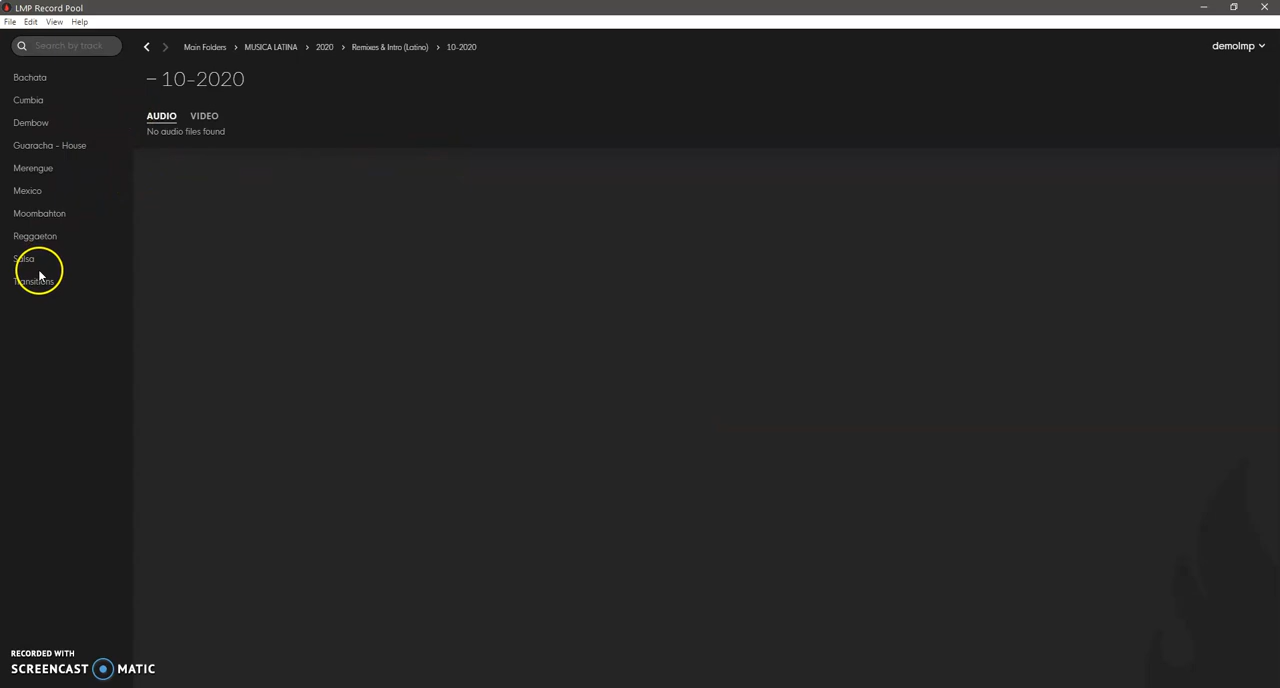 LMP Record Pool
File Edit View Help
Search by track
Main Folders > MUSICA LATINA > 2020 > Remixes & Intro (Latino) > 10-2020
demolmp
Bachata
Cumbia
Dembow
Guaracha - House
Merengue
Mexico
Moombahton
Reggaeton
Salsa
Transitions
– 10-2020
AUDIO VIDEO
No audio files found
RECORDED WITH
SCREENCAST MATIC